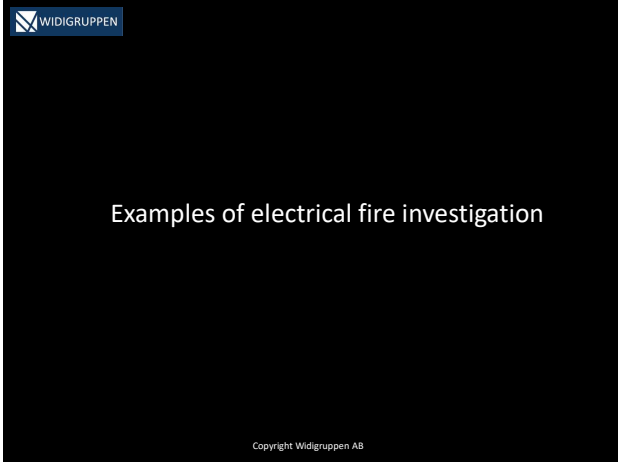 WIDIGRUPPEN
Examples of electrical fire investigation
Copyright Widigruppen AB